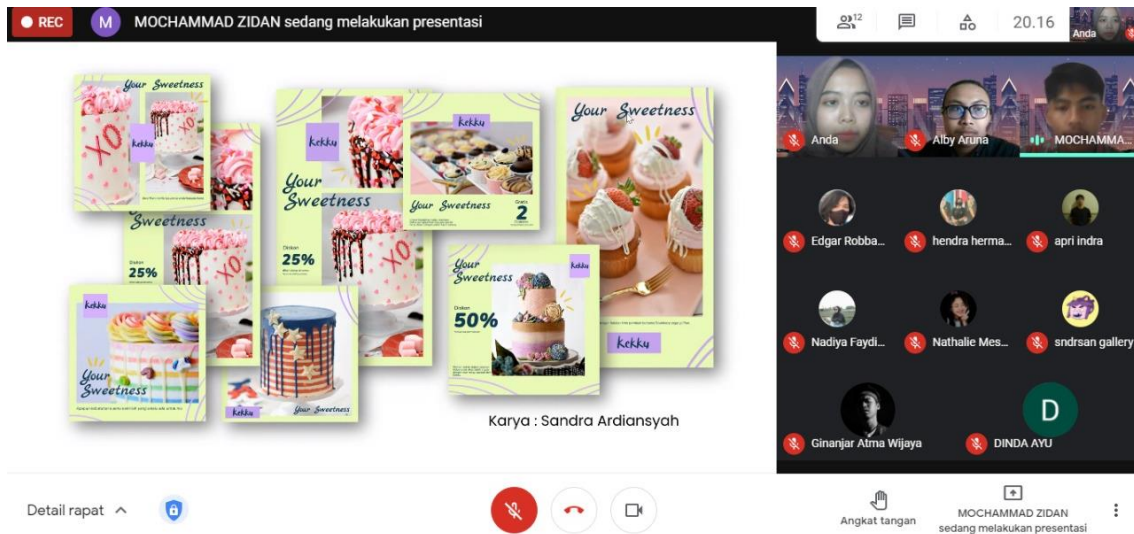 REC
M
MOCHAMMAD ZIDAN sedang melakukan presentasi
12
20.16
Anda
Your Sweetness
XO
kekku
Sweetness
Diskon
25%
XO
kekku
Your
Sweetness
Diskon
25%
XO
kekku
Your Sweetness
Gratis
2
Your Sweetness
kekku
Your
Sweetness
kekku
Diskon
50%
kekku
Your
Sweetness
kekku
Your Sweetness
Karya : Sandra Ardiansyah
Anda
Alby Aruna
MOCHAMMA...
Edgar Robba...
hendra herma...
apri indra
Nadiya Faydi...
Nathalie Mes...
sndrsan gallery
Ginanjar Atma Wijaya
D
DINDA AYU
Detail rapat
Angkat tangan
MOCHAMMAD ZIDAN
sedang melakukan presentasi